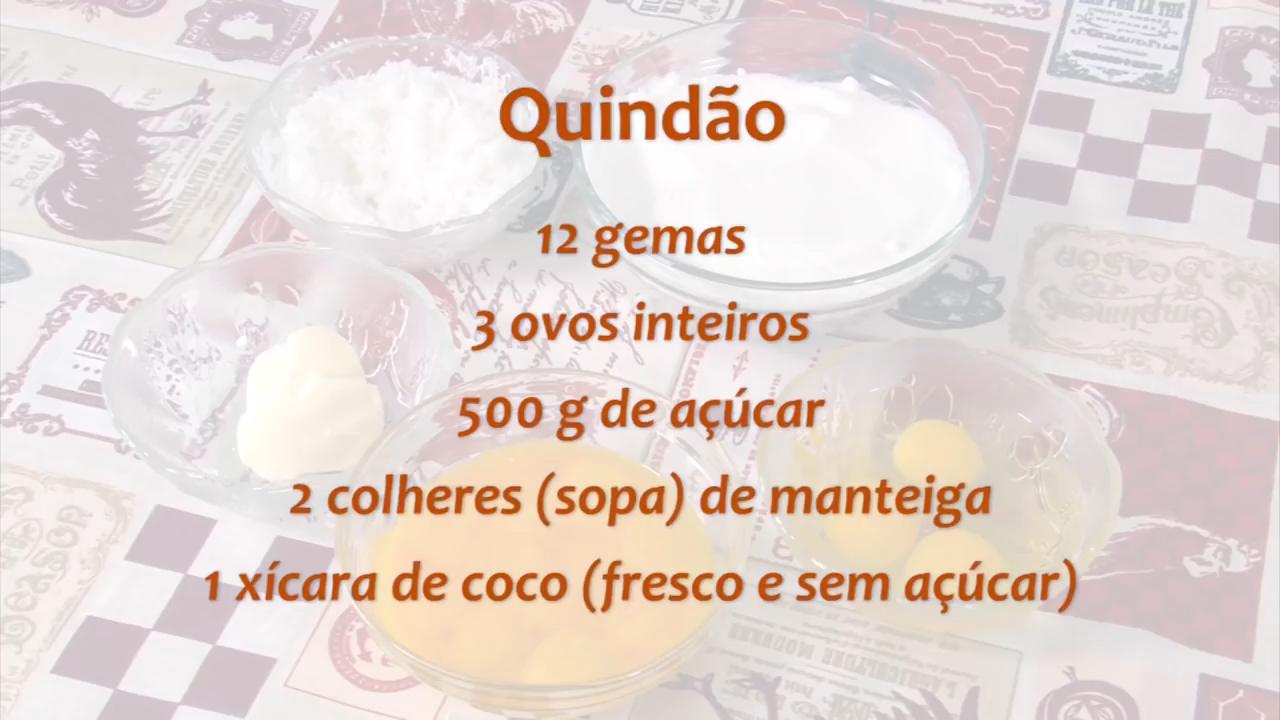 Quindão
12 gemas
3 ovos inteiros
500 g de açúcar
2 colheres (sopa) de manteiga
1 xícara de coco (fresco e sem açúcar)